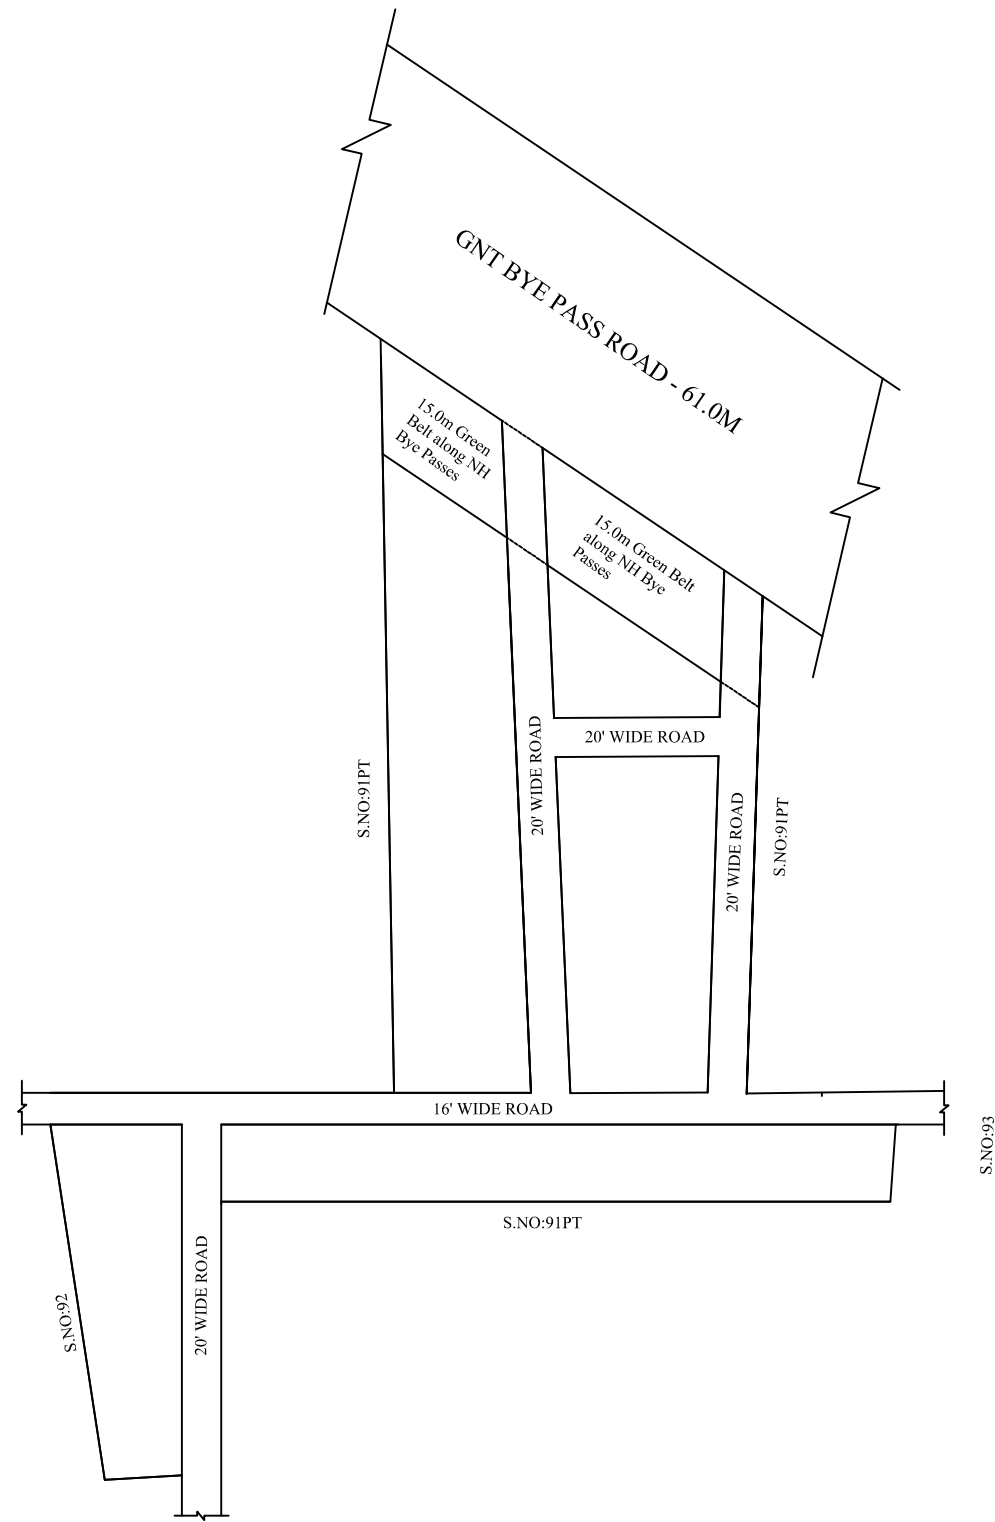 GNT BYE PASS ROAD - 61.0M
15.0m Green
Belt along NH
Bye Passes
15.0m Green Belt
along NH Bye
Passes
20' WIDE ROAD
20' WIDE ROAD
S.NO:91PT
20' WIDE ROAD
S.NO:91PT
16' WIDE ROAD
S.NO:93
S.NO:91PT
20' WIDE ROAD
S.NO:92